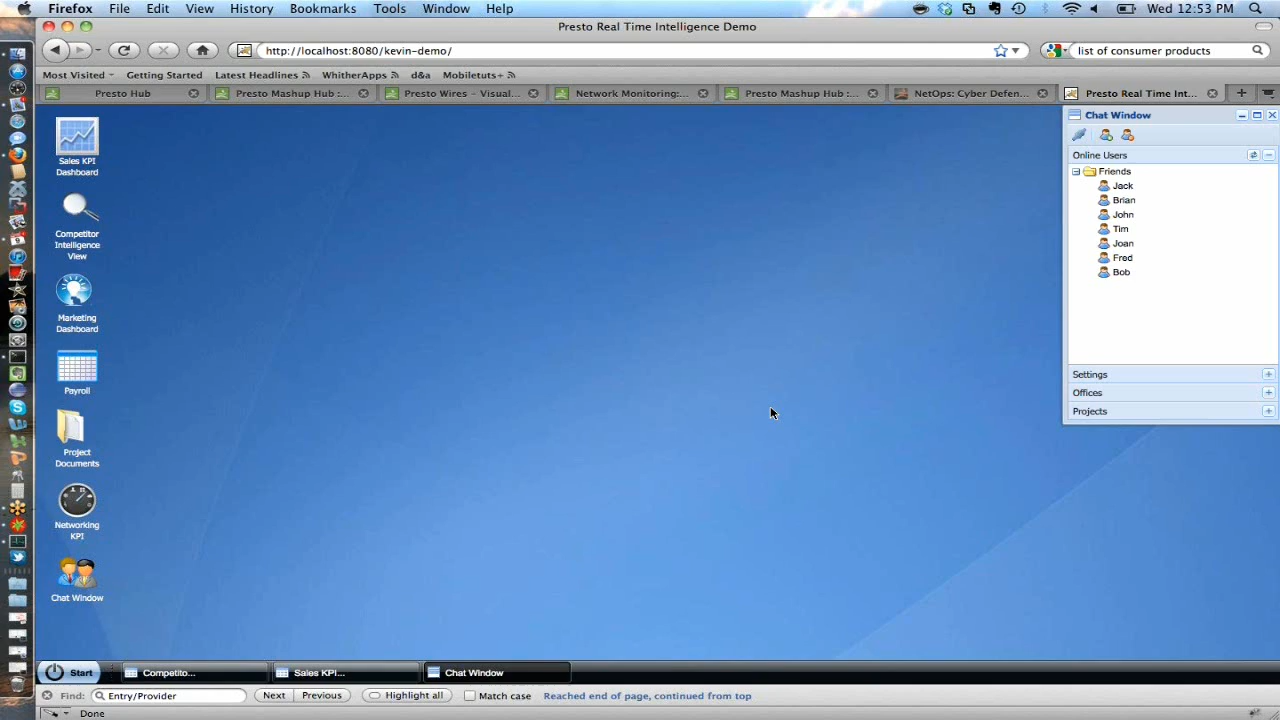 Firefox File Edit View History Bookmarks Tools Window Help Wed 12:53 PM
Presto Real Time Intelligence Demo
http://localhost:8080/kevin-demo/ list of consumer products
Most Visited Getting Started Latest Headlines WhitherApps d&a Mobiletuts+
Presto Hub Presto Mashup Hub :... Presto Wires – Visual... Network Monitoring:... Presto Mashup Hub :... NetOps: Cyber Defen... Presto Real Time Int...
Chat Window
Online Users
Friends
Jack
Brian
John
Tim
Joan
Fred
Bob
Settings
Offices
Projects
Sales KPI
Dashboard
Competitor
Intelligence
View
Marketing
Dashboard
Payroll
Project
Documents
Networking
KPI
Chat Window
Start Competito... Sales KPI... Chat Window
Find: Entry/Provider Next Previous Highlight all Match case Reached end of page, continued from top
Done